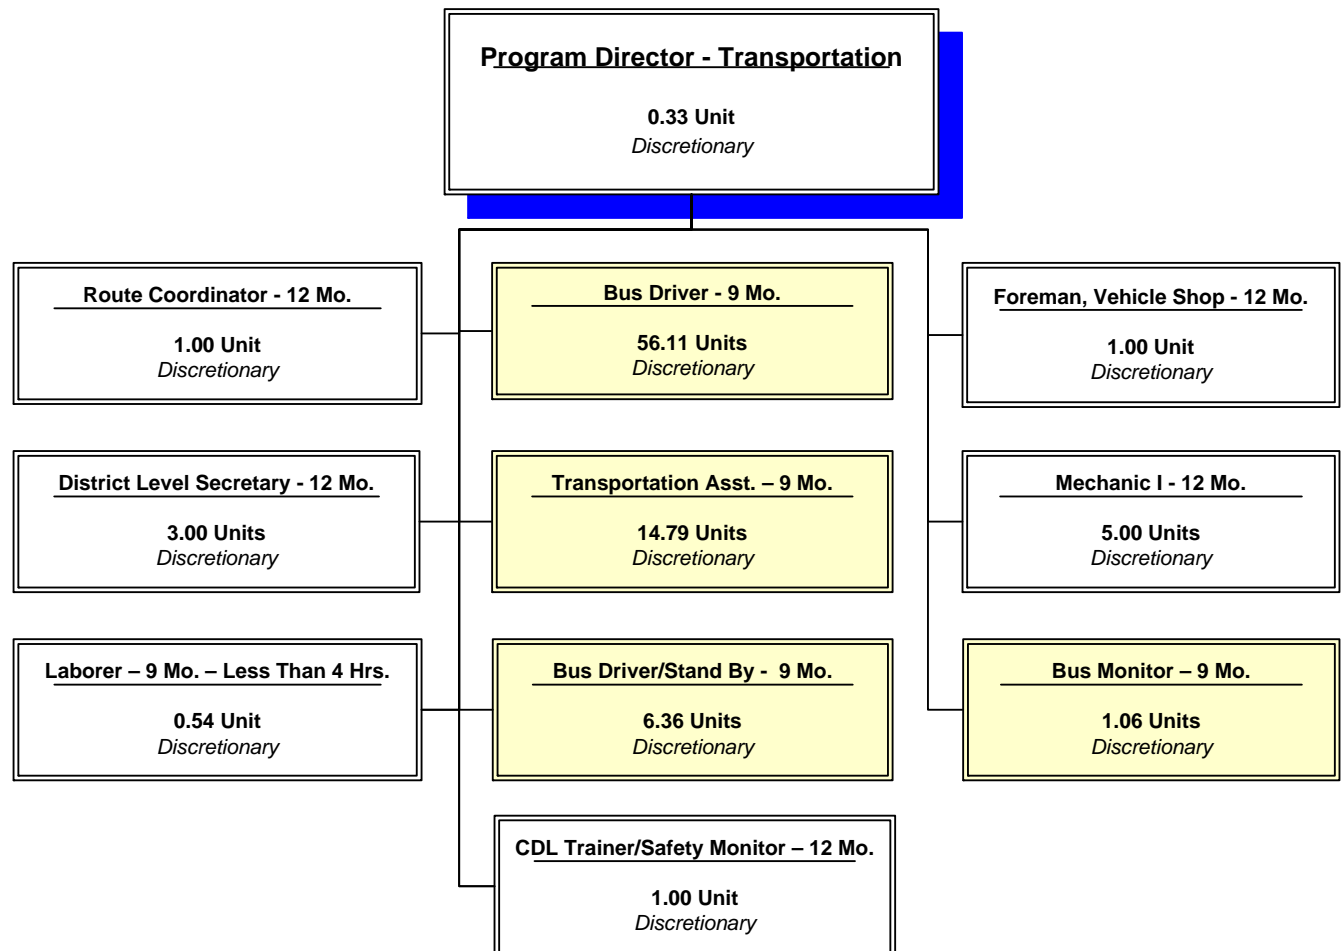 Program Director - Transportation
0.33 Unit
Discretionary
Route Coordinator - 12 Mo.
1.00 Unit
Discretionary
Bus Driver - 9 Mo.
56.11 Units
Discretionary
Foreman, Vehicle Shop - 12 Mo.
1.00 Unit
Discretionary
District Level Secretary - 12 Mo.
3.00 Units
Discretionary
Transportation Asst. – 9 Mo.
14.79 Units
Discretionary
Mechanic I - 12 Mo.
5.00 Units
Discretionary
Laborer – 9 Mo. – Less Than 4 Hrs.
0.54 Unit
Discretionary
Bus Driver/Stand By - 9 Mo.
6.36 Units
Discretionary
Bus Monitor – 9 Mo.
1.06 Units
Discretionary
CDL Trainer/Safety Monitor – 12 Mo.
1.00 Unit
Discretionary